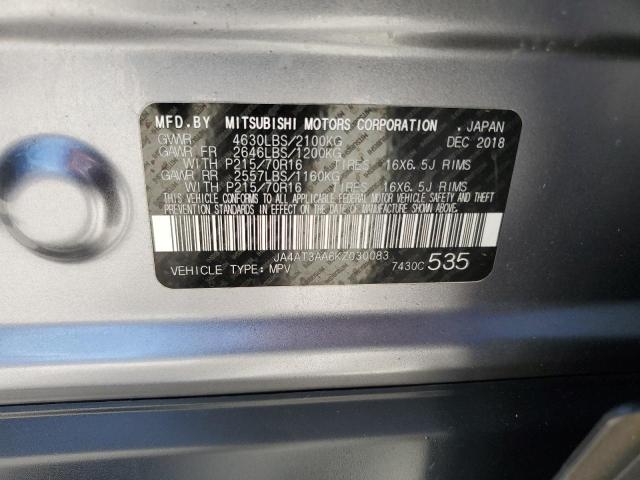 MFD.BY MITSUBISHI MOTORS CORPORATION . JAPAN
GVWR 4630LBS/2100KG DEC 2018
GAWR FR 2646LBS/1200KG
WITH P215/70R16 TIRES 16X6.5J RIMS
GAWR RR 2557LBS/1160KG
WITH P215/70R16 TIRES 16X6.5J RIMS
THIS VEHICLE CONFORMS TO ALL APPLICABLE FEDERAL MOTOR VEHICLE SAFETY AND THEFT
PREVENTION STANDARDS IN EFFECT ON THE DATE OF MANUFACTURE SHOWN ABOVE.
JA4AT3AA6KZ030083
VEHICLE TYPE: MPV 7430C 535